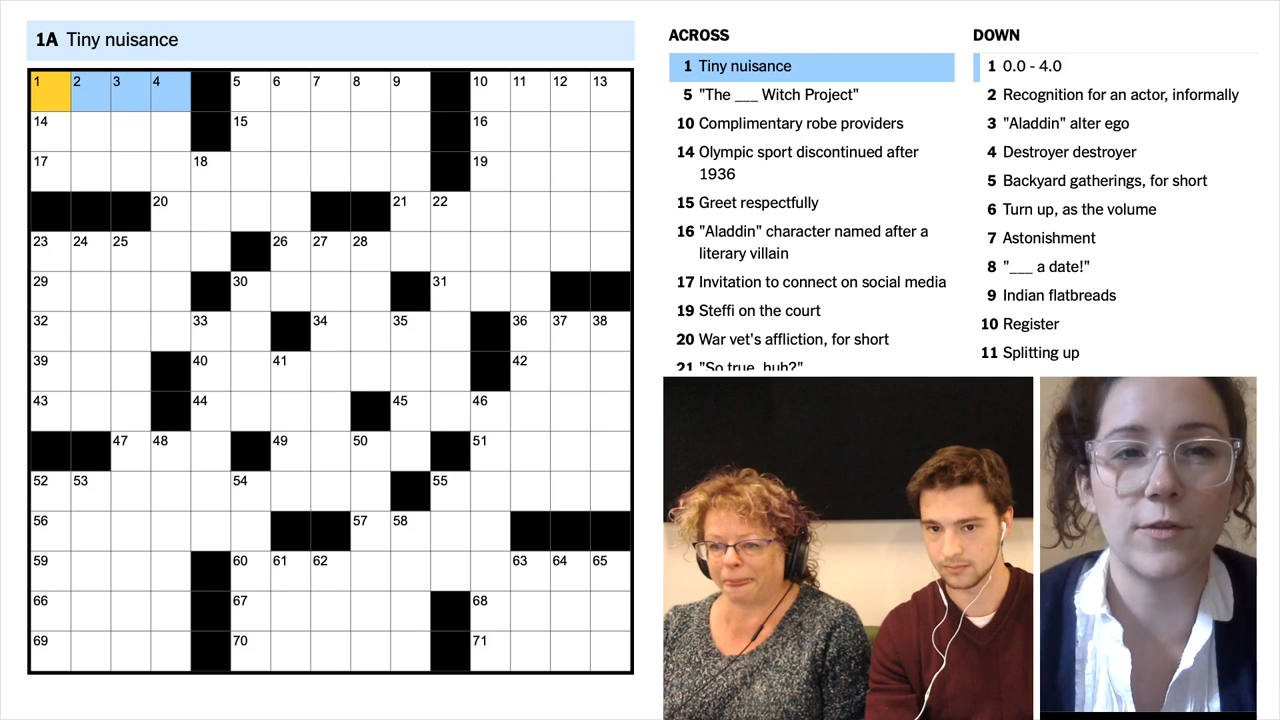 1A Tiny nuisance
1 2 3 4 5 6 7 8 9 10 11 12 13
14 15 16
17 18 19
20 21 22
23 24 25 26 27 28
29 30 31
32 33 34 35 36 37 38
39 40 41 42
43 44 45 46
47 48 49 50 51
52 53 54 55
56 57 58
59 60 61 62 63 64 65
66 67 68
69 70 71
ACROSS
1 Tiny nuisance
5 "The ___ Witch Project"
10 Complimentary robe providers
14 Olympic sport discontinued after
1936
15 Greet respectfully
16 "Aladdin" character named after a
literary villain
17 Invitation to connect on social media
19 Steffi on the court
20 War vet's affliction, for short
21 "So true, huh?"
DOWN
1 0.0 - 4.0
2 Recognition for an actor, informally
3 "Aladdin" alter ego
4 Destroyer destroyer
5 Backyard gatherings, for short
6 Turn up, as the volume
7 Astonishment
8 "___ a date!"
9 Indian flatbreads
10 Register
11 Splitting up